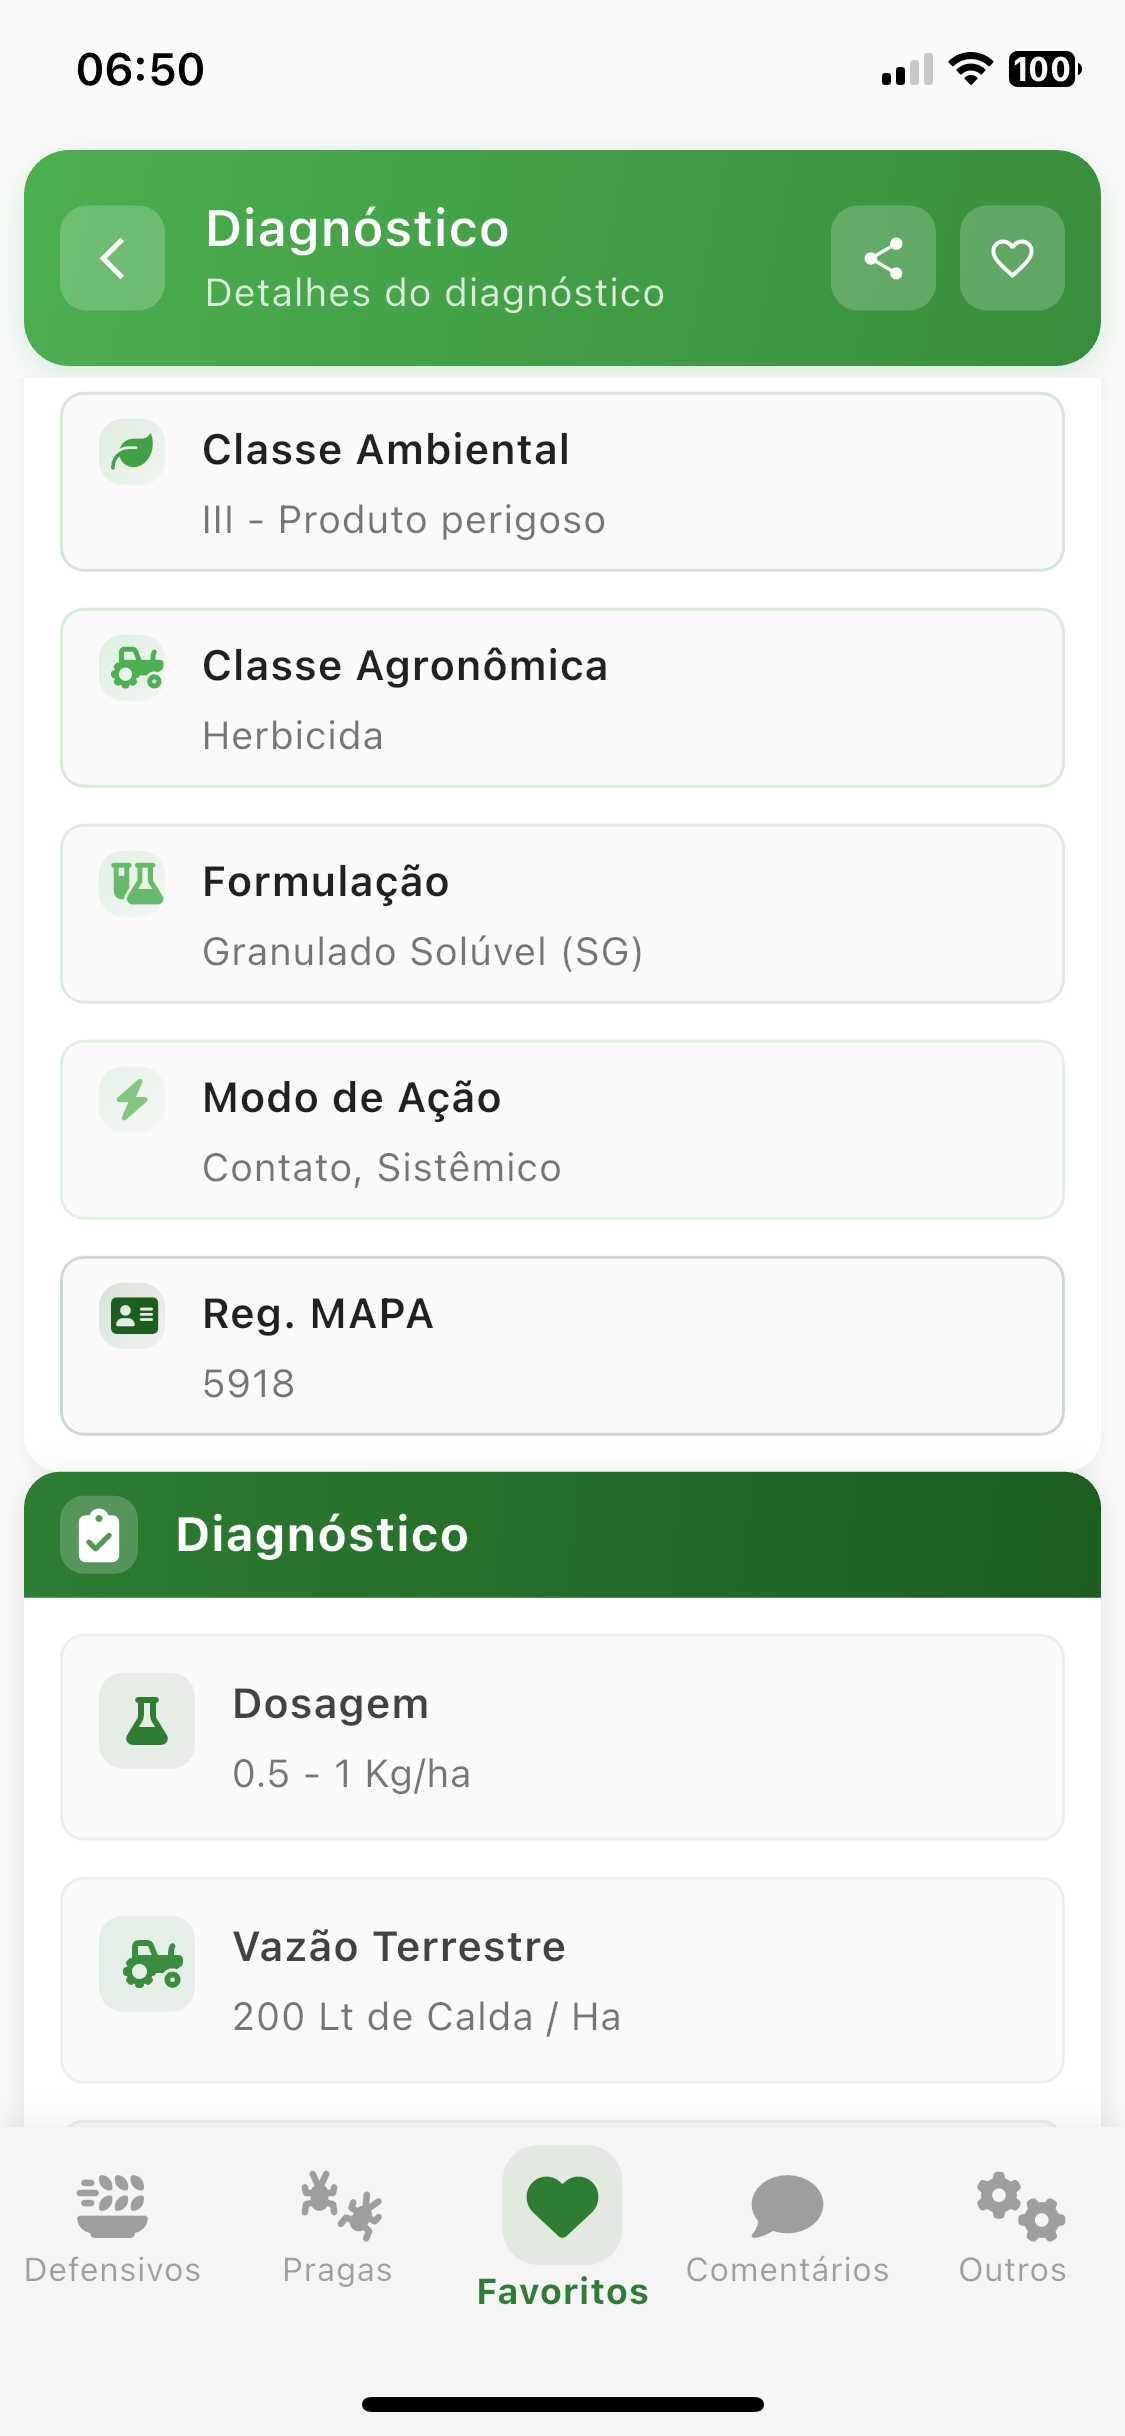 06:50
100
Diagnóstico
Detalhes do diagnóstico
Classe Ambiental
III - Produto perigoso
Classe Agronômica
Herbicida
Formulação
Granulado Solúvel (SG)
Modo de Ação
Contato, Sistêmico
Reg. MAPA
5918
Diagnóstico
Dosagem
0.5 - 1 Kg/ha
Vazão Terrestre
200 Lt de Calda / Ha
Defensivos
Pragas
Favoritos
Comentários
Outros